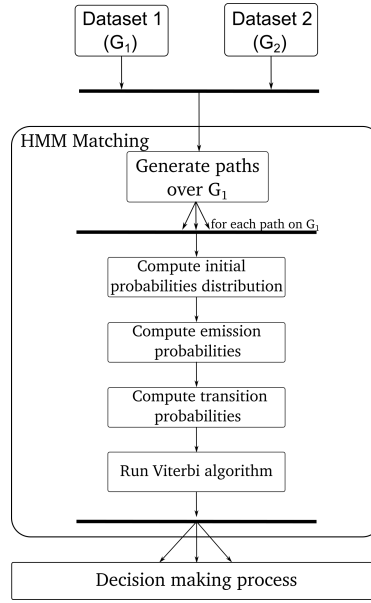 Dataset 1
(G₁)
Dataset 2
(G₂)
HMM Matching
Generate paths
over G₁
for each path on G₁
Compute initial
probabilities distribution
Compute emission
probabilities
Compute transition
probabilities
Run Viterbi algorithm
Decision making process